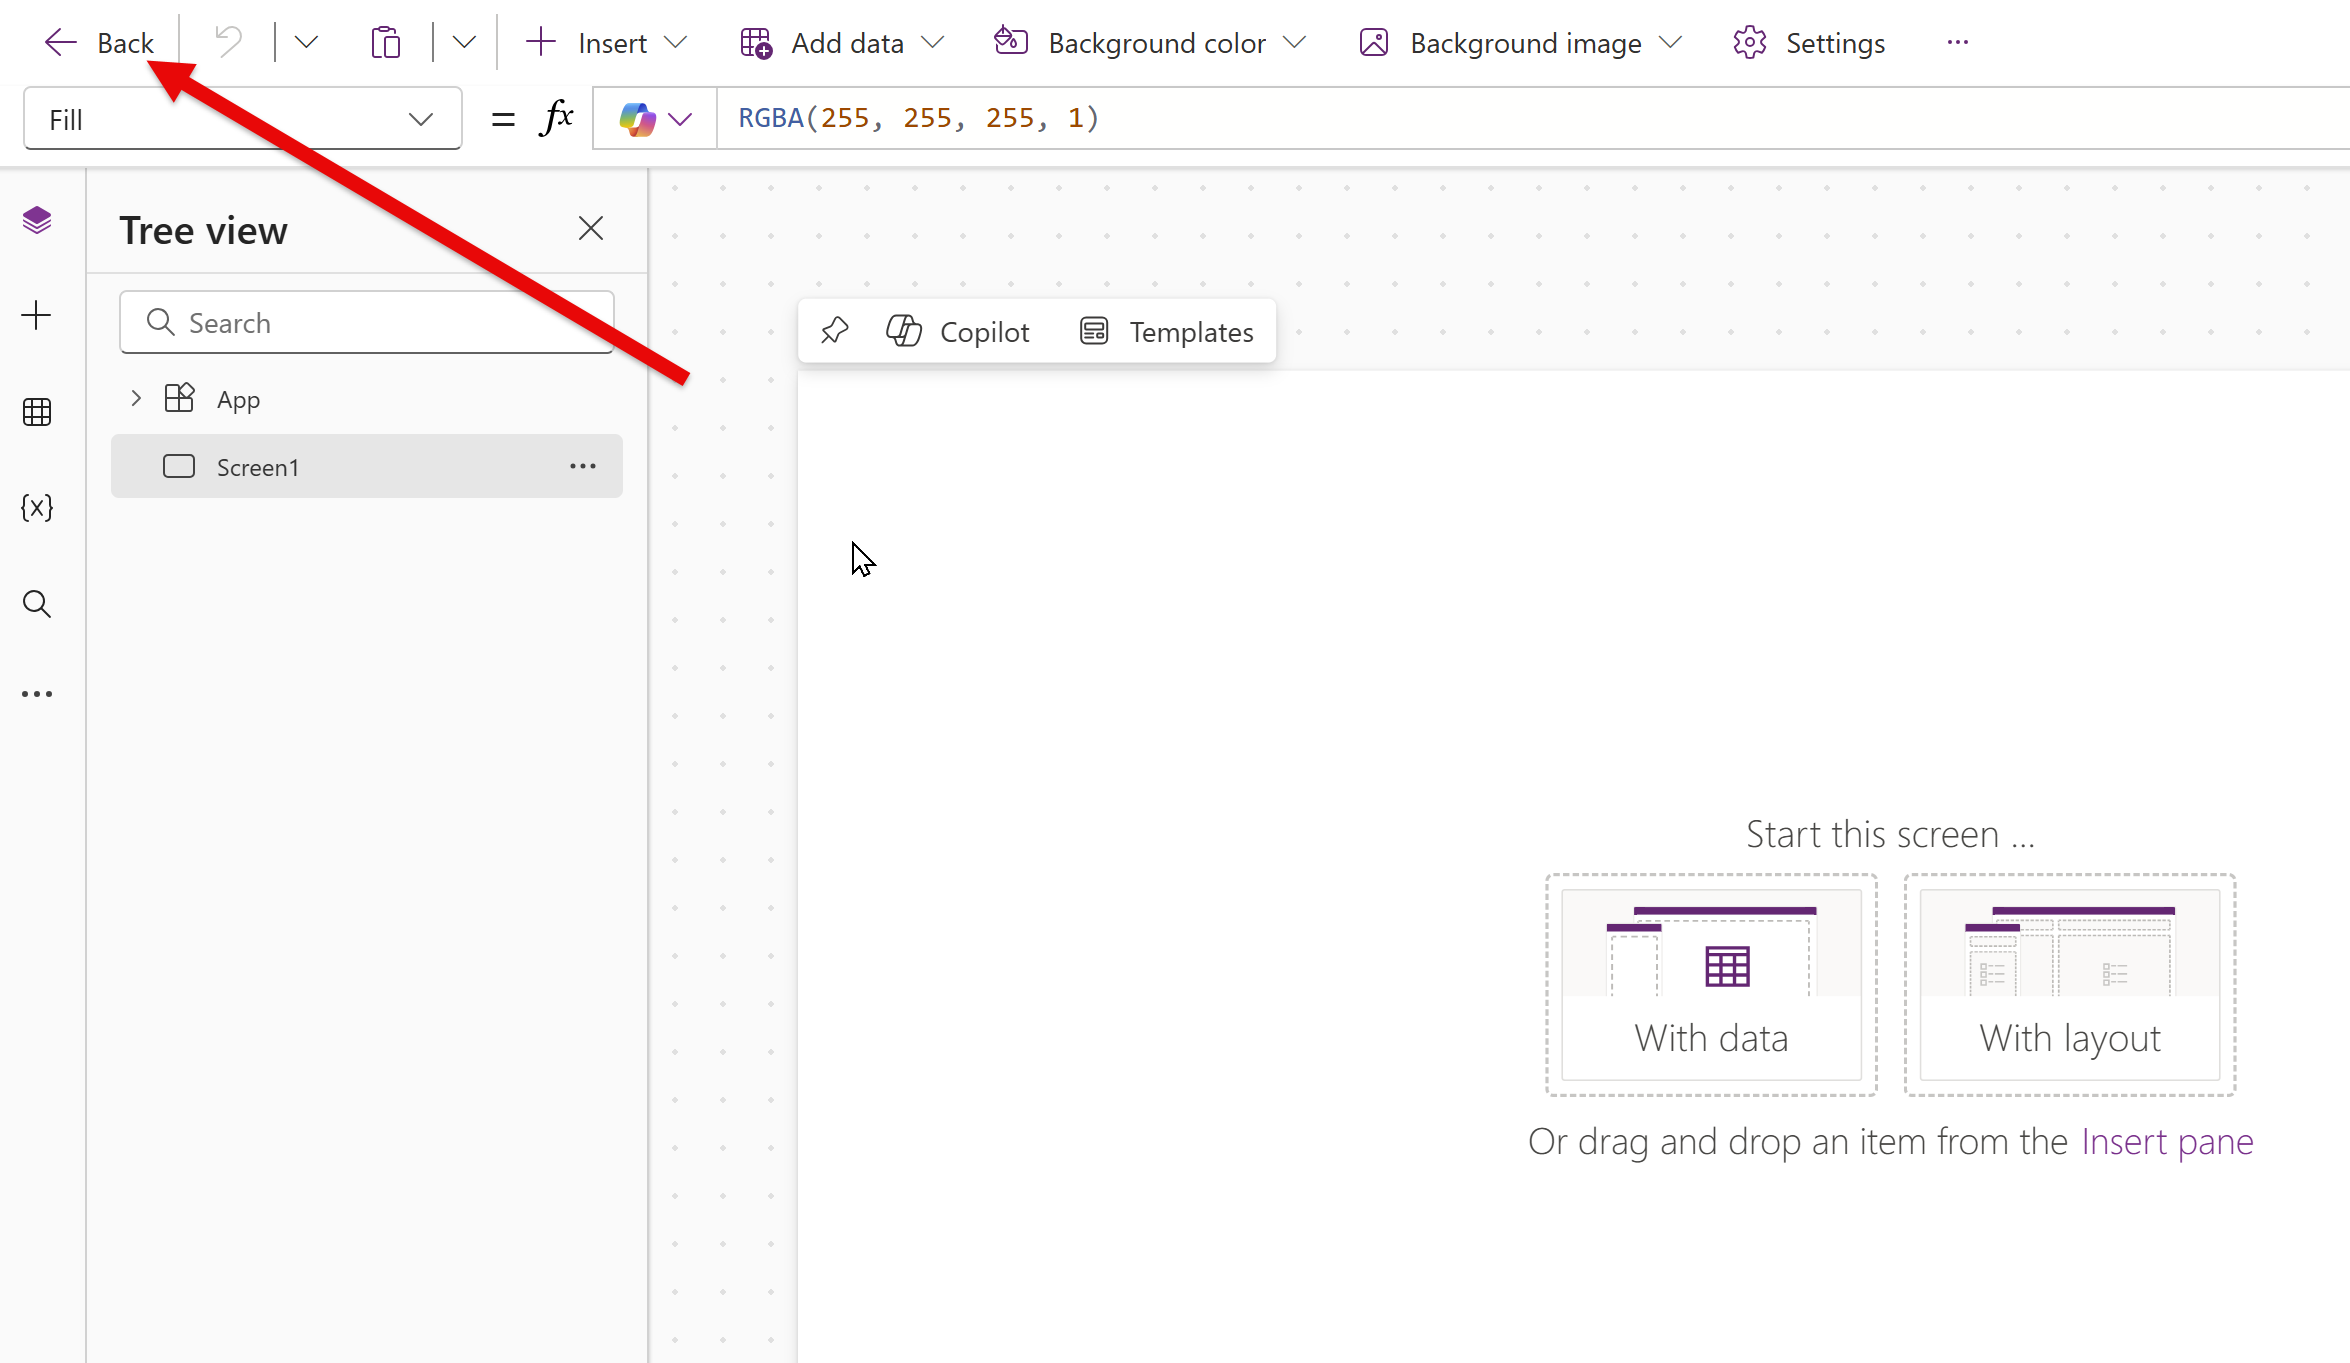 Back
Insert
Add data
Background color
Background image
Settings
Fill
= fx
RGBA(255, 255, 255, 1)
Tree view
Search
App
Screen1
Copilot
Templates
Start this screen ...
With data
With layout
Or drag and drop an item from the Insert pane